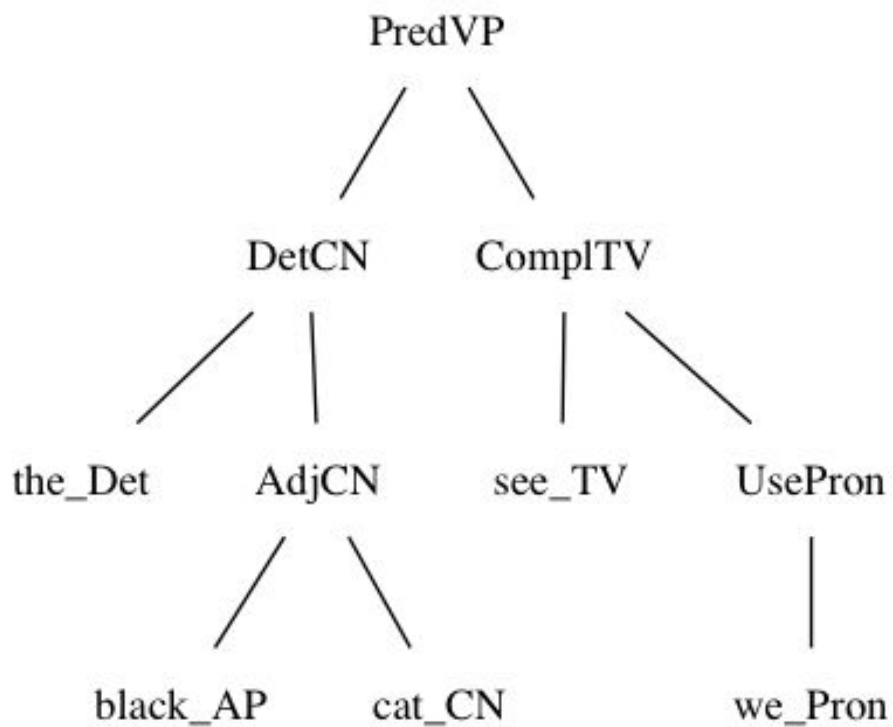 PredVP
DetCN ComplTV
the_Det AdjCN see_TV UsePron
black_AP cat_CN we_Pron